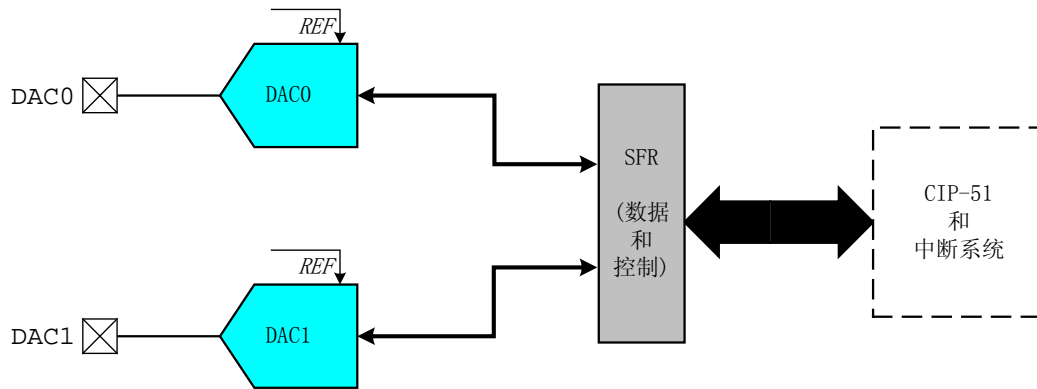 REF
DAC0
DAC0
SFR
(数据
和
控制)
CIP-51
和
中断系统
REF
DAC1
DAC1